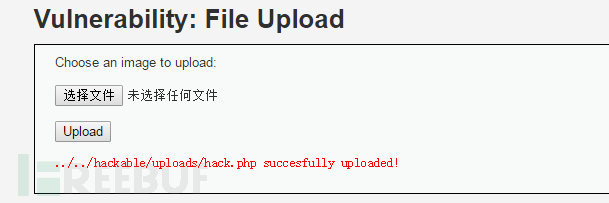 Vulnerability: File Upload
Choose an image to upload:
选择文件 未选择任何文件
Upload
../../hackable/uploads/hack.php succesfully uploaded!
REEBUF